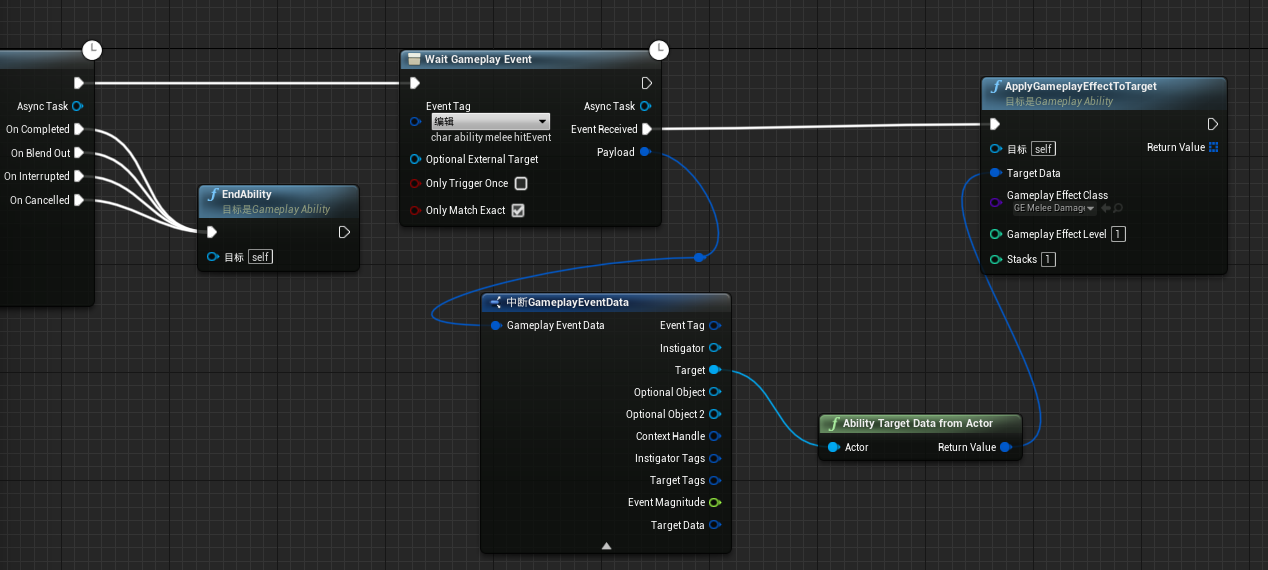 Async Task
On Completed
On Blend Out
On Interrupted
On Cancelled
EndAbility
目标是Gameplay Ability
目标 self
Wait Gameplay Event
Event Tag
编辑
char ability melee hitEvent
Optional External Target
Only Trigger Once
Only Match Exact
Async Task
Event Received
Payload
中断GameplayEventData
Gameplay Event Data
Event Tag
Instigator
Target
Optional Object
Optional Object 2
Context Handle
Instigator Tags
Target Tags
Event Magnitude
Target Data
Ability Target Data from Actor
Actor
Return Value
ApplyGameplayEffectToTarget
目标是Gameplay Ability
目标 self
Return Value
Target Data
Gameplay Effect Class
GE Melee Damag
Gameplay Effect Level 1
Stacks 1